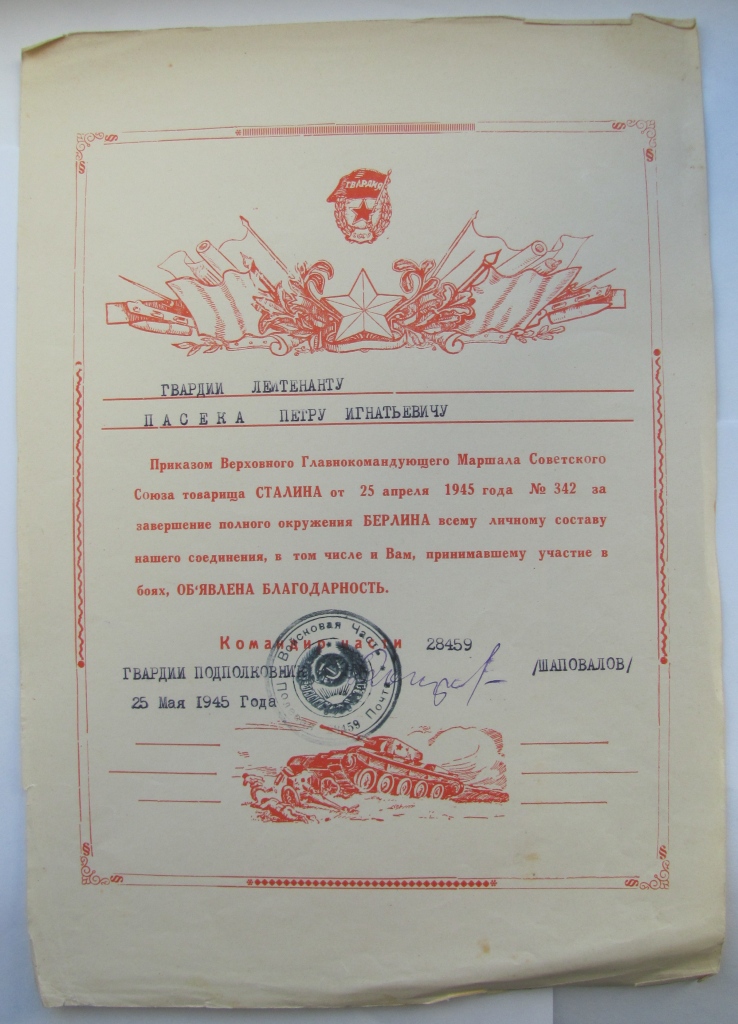 ГВАРДИЯ
ГВАРДИИ ЛЕЙТЕНАНТУ
ПАСЕКА ПЕТРУ ИГНАТЬЕВИЧУ
Приказом Верховного Главнокомандующего Маршала Советского
Союза товарища СТАЛИНА от 25 апреля 1945 года № 342 за
завершение полного окружения БЕРЛИНА всему личному составу
нашего соединения, в том числе и Вам, принимавшему участие в
боях, ОБ'ЯВЛЕНА БЛАГОДАРНОСТЬ.
Командир части 28459
ГВАРДИИ ПОДПОЛКОВНИК /ШАПОВАЛОВ/
25 Мая 1945 Года
Войсковая Часть
Почта